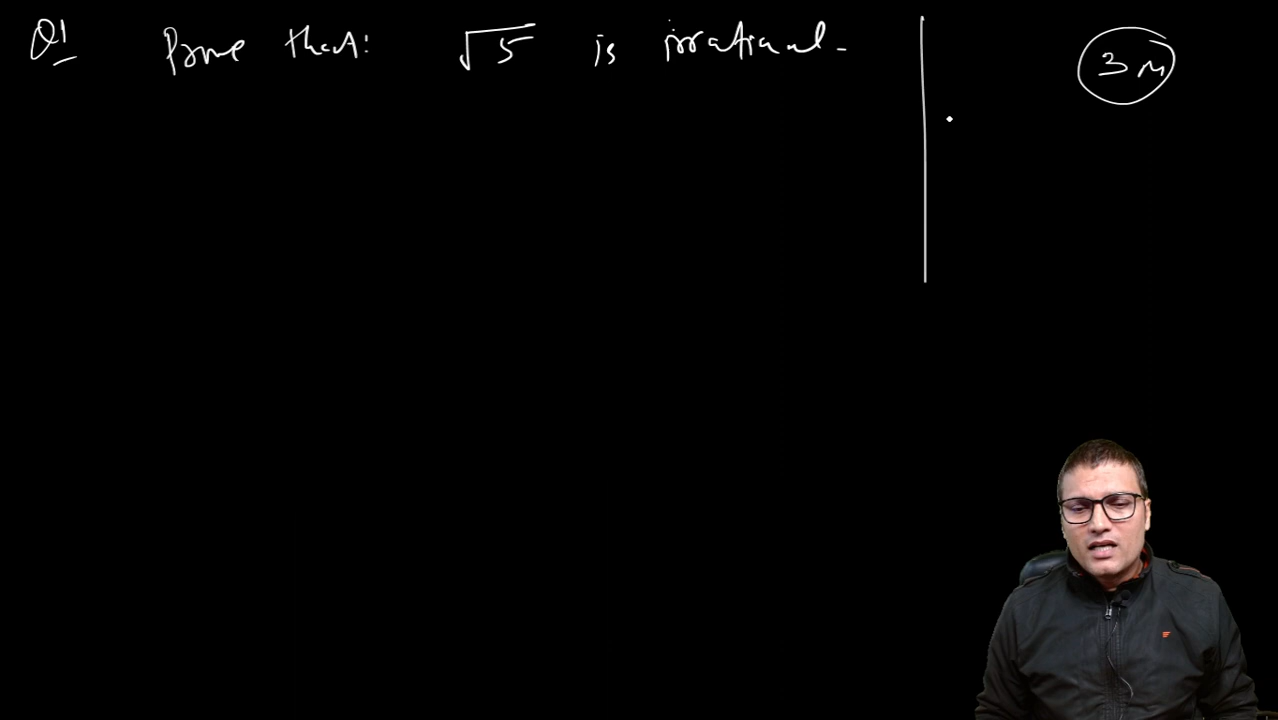 Q1 Prove that: √5 is irrational.
3 M